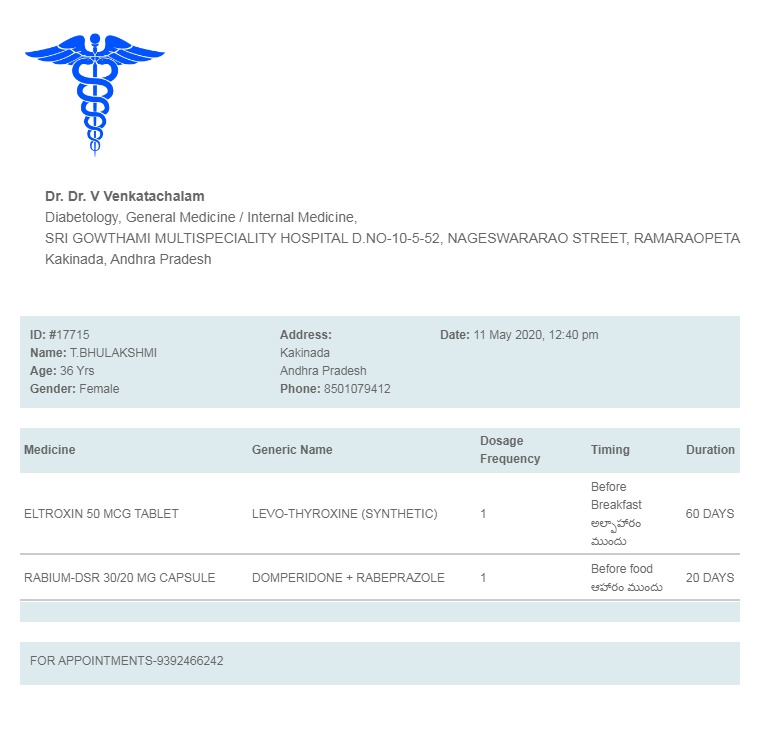 Dr. Dr. V Venkatachalam
Diabetology, General Medicine / Internal Medicine,
SRI GOWTHAMI MULTISPECIALITY HOSPITAL D.NO-10-5-52, NAGESWARARAO STREET, RAMARAOPETA
Kakinada, Andhra Pradesh
ID: #17715
Name: T.BHULAKSHMI
Age: 36 Yrs
Gender: Female
Address:
Kakinada
Andhra Pradesh
Phone: 8501079412
Date: 11 May 2020, 12:40 pm
Medicine Generic Name Dosage Frequency Timing Duration
ELTROXIN 50 MCG TABLET LEVO-THYROXINE (SYNTHETIC) 1 Before Breakfast అల్పాహారం ముందు 60 DAYS
RABIUM-DSR 30/20 MG CAPSULE DOMPERIDONE + RABEPRAZOLE 1 Before food ఆహారం ముందు 20 DAYS
FOR APPOINTMENTS-9392466242